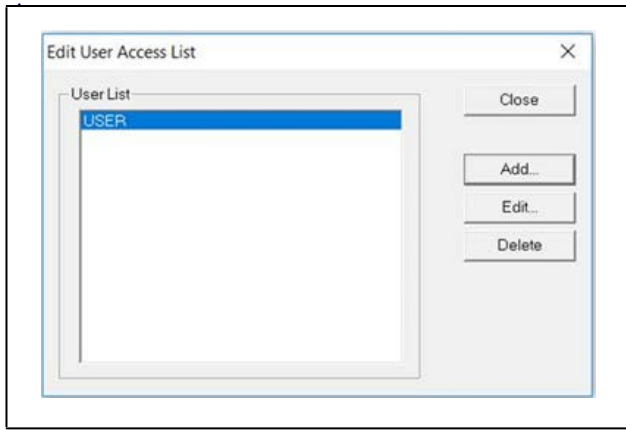 Edit User Access List
User List
USER
Close
Add...
Edit...
Delete